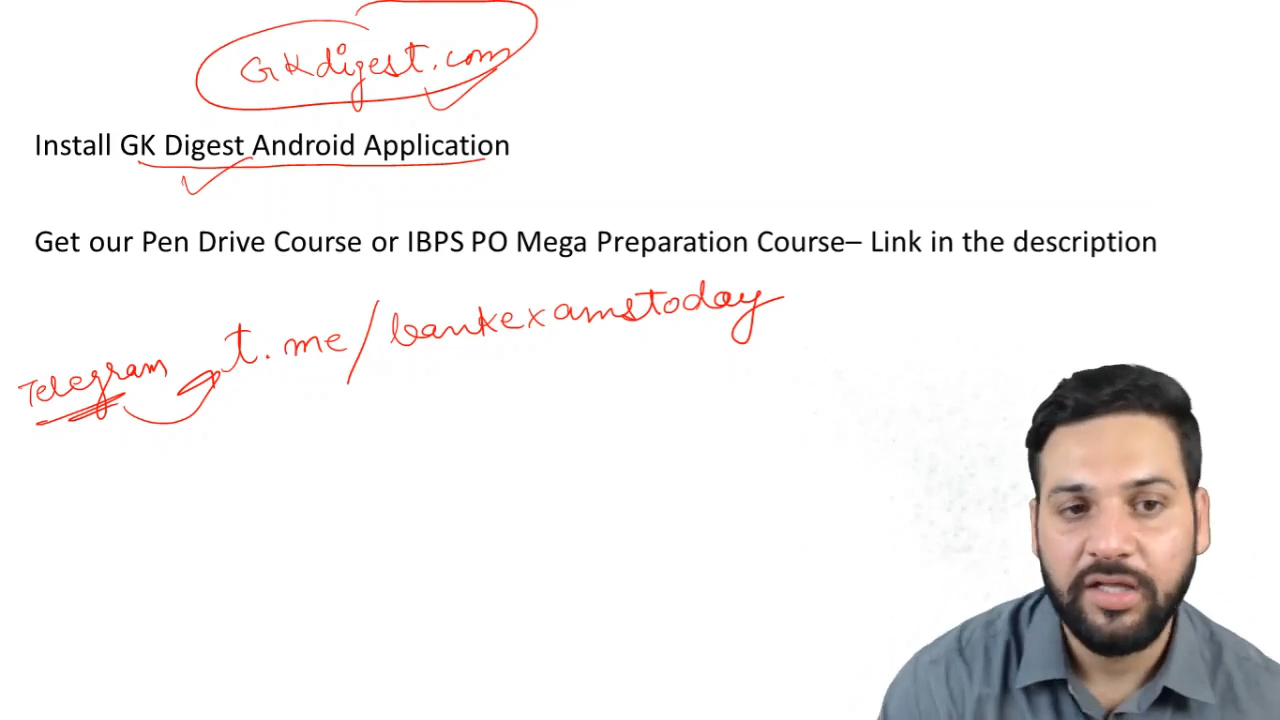 GKdigest.com
Install GK Digest Android Application
Get our Pen Drive Course or IBPS PO Mega Preparation Course– Link in the description
Telegram t.me/bankexamstoday